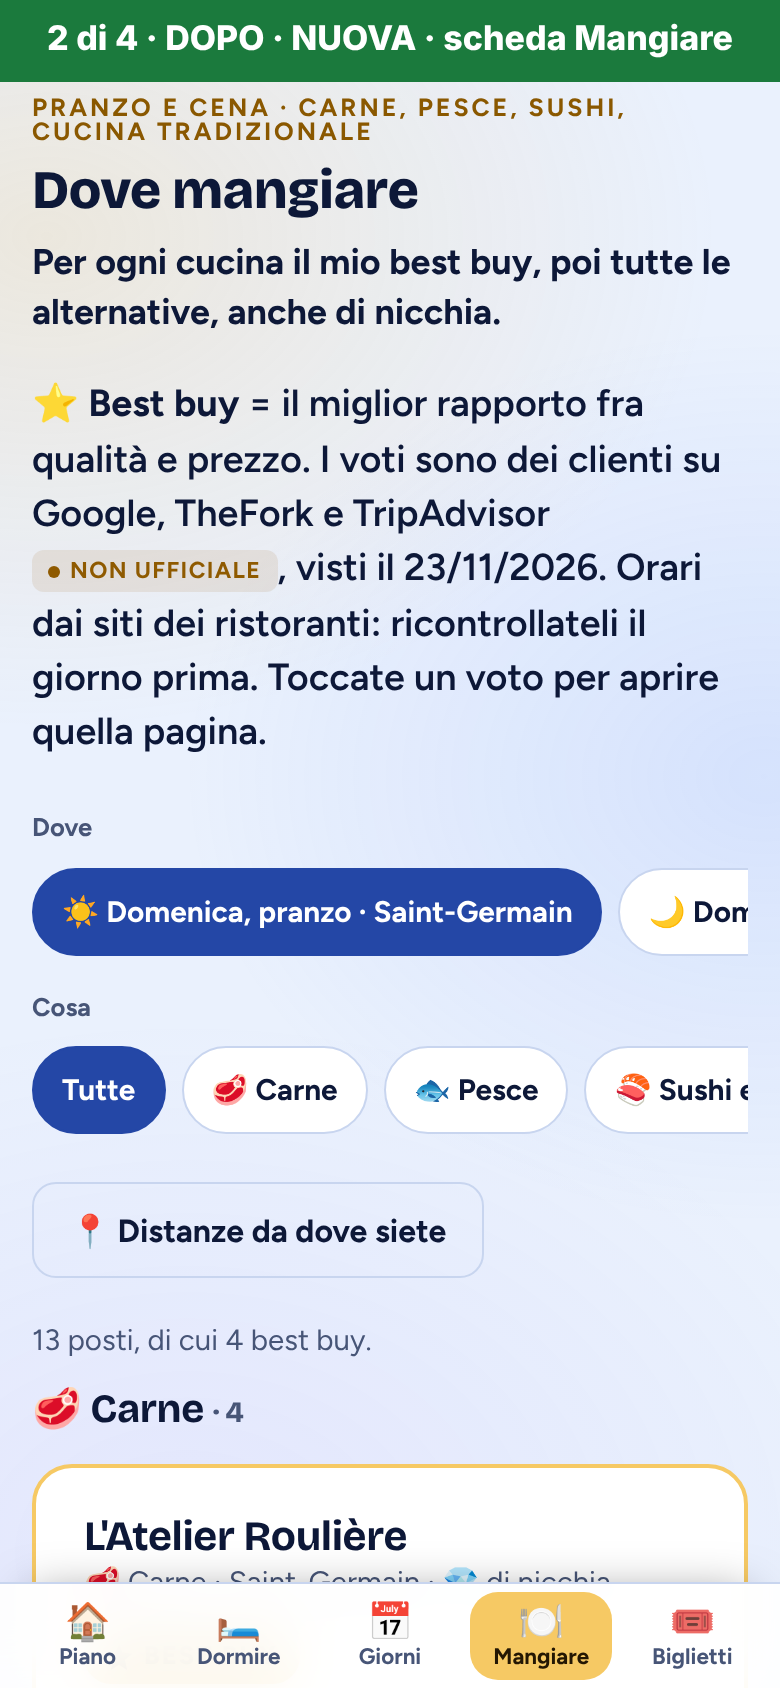 2 di 4 · DOPO · NUOVA · scheda Mangiare
PRANZO E CENA · CARNE, PESCE, SUSHI,
CUCINA TRADIZIONALE
Dove mangiare
Per ogni cucina il mio best buy, poi tutte le
alternative, anche di nicchia.
⭐ Best buy = il miglior rapporto fra
qualità e prezzo. I voti sono dei clienti su
Google, TheFork e TripAdvisor
● NON UFFICIALE , visti il 23/11/2026. Orari
dai siti dei ristoranti: ricontrollateli il
giorno prima. Toccate un voto per aprire
quella pagina.
Dove
☀️ Domenica, pranzo · Saint-Germain 🌙 Dom
Cosa
Tutte 🥩 Carne 🐟 Pesce 🍣 Sushi e
📍 Distanze da dove siete
13 posti, di cui 4 best buy.
🥩 Carne · 4
L'Atelier Roulière
🥩 Carne · Saint-Germain · 💎 di nicchia
Piano Dormire Giorni Mangiare Biglietti